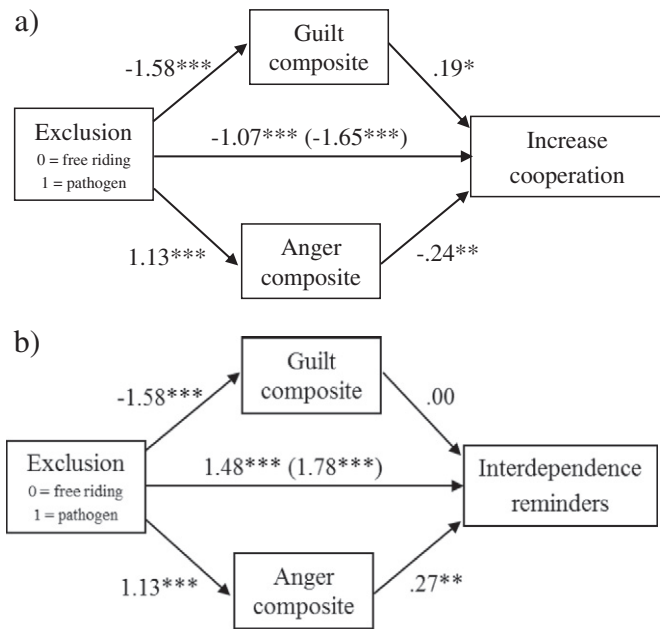 a)
Guilt
composite
-1.58***
.19*
Exclusion
0 = free riding
1 = pathogen
-1.07*** (-1.65***)
Increase
cooperation
1.13***
Anger
composite
-.24**
b)
Guilt
composite
-1.58***
.00
Exclusion
0 = free riding
1 = pathogen
1.48*** (1.78***)
Interdependence
reminders
1.13***
Anger
composite
.27**